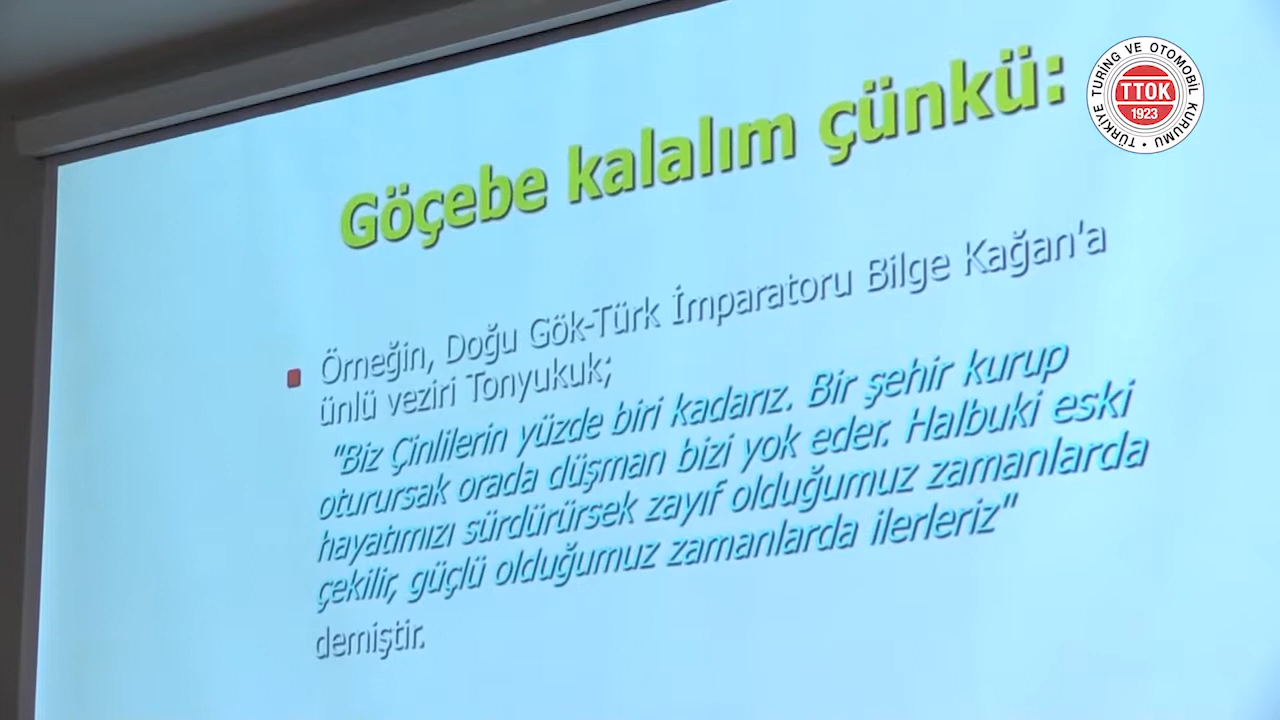 Göçebe kalalım çünkü:
Örneğin, Doğu Gök-Türk İmparatoru Bilge Kağan'a
ünlü veziri Tonyukuk;
"Biz Çinlilerin yüzde biri kadarız. Bir şehir kurup
oturursak orada düşman bizi yok eder. Halbuki eski
hayatımızı sürdürürsek zayıf olduğumuz zamanlarda
çekilir, güçlü olduğumuz zamanlarda ilerleriz"
demiştir.
TÜRKİYE TURİNG VE OTOMOBİL KURUMU
TTOK
1923